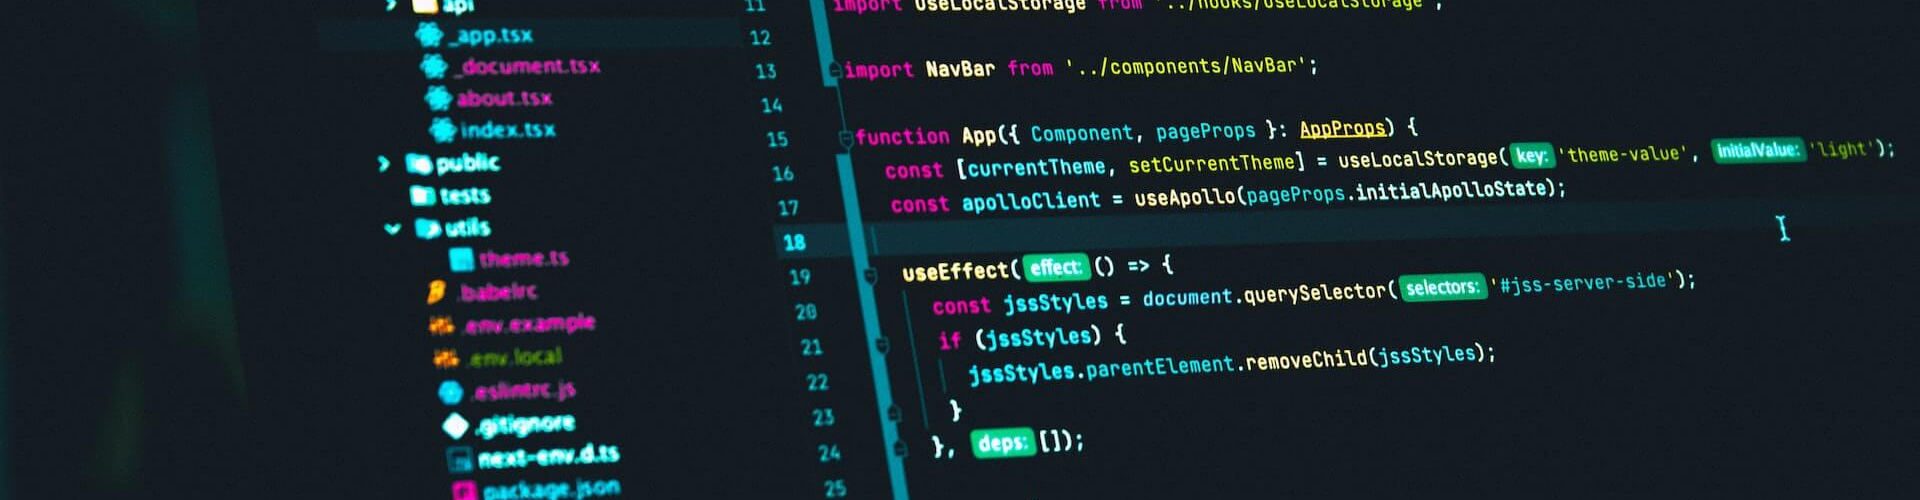 api
_app.tsx
_document.tsx
about.tsx
index.tsx
public
tests
utils
theme.ts
.babelrc
.env.example
.env.local
.eslintrc.js
.gitignore
next-env.d.ts
package.json
11 import useLocalStorage from '../hooks/useLocalStorage';
12
13 import NavBar from '../components/NavBar';
14
15 function App({ Component, pageProps }: AppProps) {
16 const [currentTheme, setCurrentTheme] = useLocalStorage( key: 'theme-value', initialValue: 'light');
17 const apolloClient = useApollo(pageProps.initialApolloState);
18
19 useEffect( effect: () => {
20 const jssStyles = document.querySelector( selectors: '#jss-server-side');
21 if (jssStyles) {
22 jssStyles.parentElement.removeChild(jssStyles);
23 }
24 }, deps: []);
25